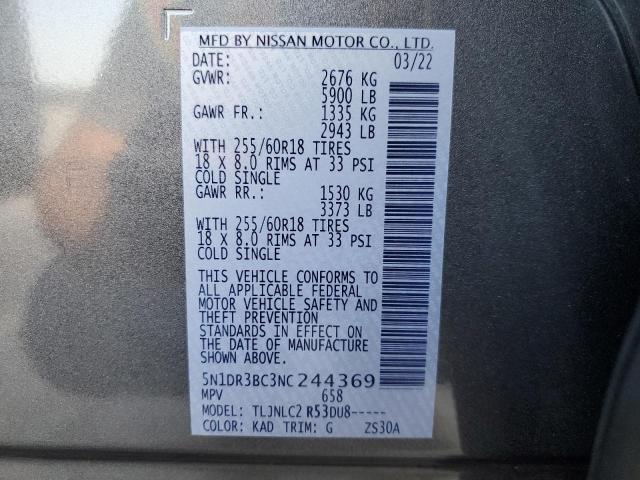 MFD BY NISSAN MOTOR CO., LTD.
DATE: 03/22
GVWR: 2676 KG
5900 LB
GAWR FR.: 1335 KG
2943 LB
WITH 255/60R18 TIRES
18 X 8.0 RIMS AT 33 PSI
COLD SINGLE
GAWR RR.: 1530 KG
3373 LB
WITH 255/60R18 TIRES
18 X 8.0 RIMS AT 33 PSI
COLD SINGLE
THIS VEHICLE CONFORMS TO
ALL APPLICABLE FEDERAL
MOTOR VEHICLE SAFETY AND
THEFT PREVENTION
STANDARDS IN EFFECT ON
THE DATE OF MANUFACTURE
SHOWN ABOVE.
5N1DR3BC3NC244369
MPV 658
MODEL: TLJNLC2 R53DU8-----
COLOR: KAD TRIM: G ZS30A